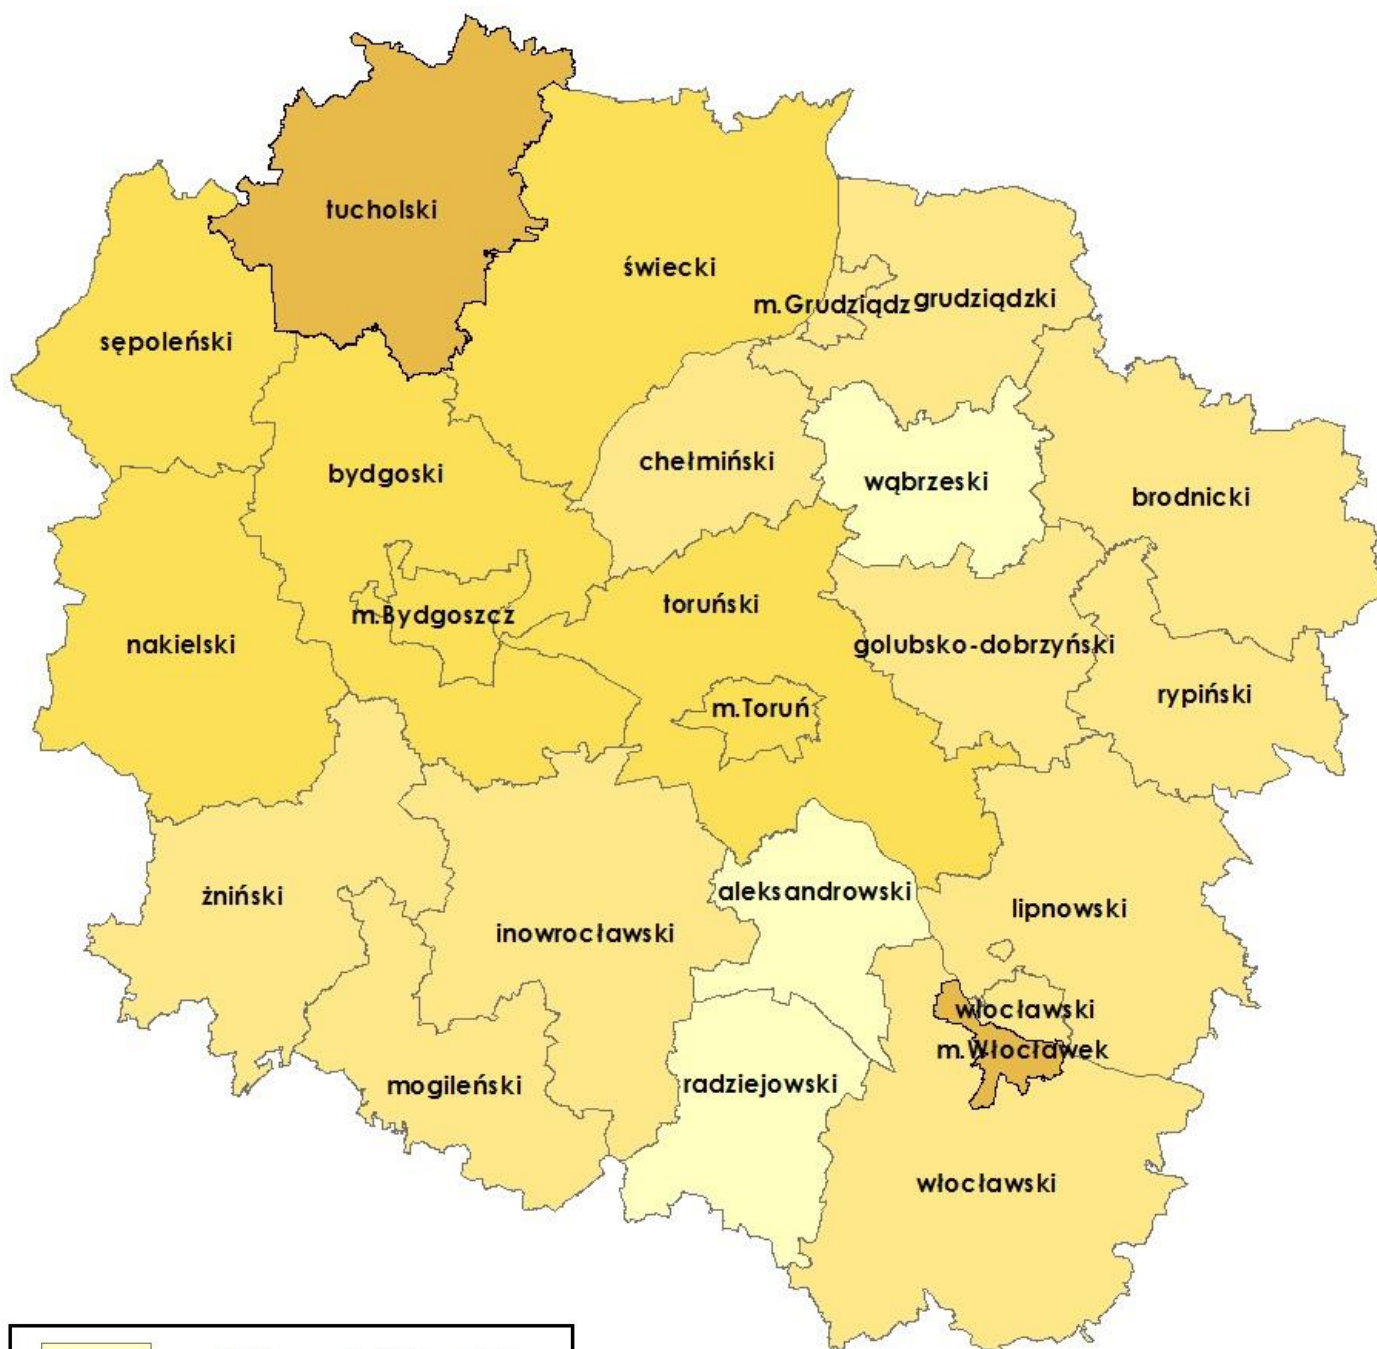 tucholski
świecki
m.Grudziądz
grudziądzki
sępoleński
chełmiński
bydgoski
wąbrzeski
brodnicki
toruński
m.Bydgoszcz
nakielski
golubsko-dobrzyński
rypiński
m.Toruń
żniński
aleksandrowski
lipnowski
inowrocławski
włocławski
m.Włocławek
mogileński
radziejowski
włocławski